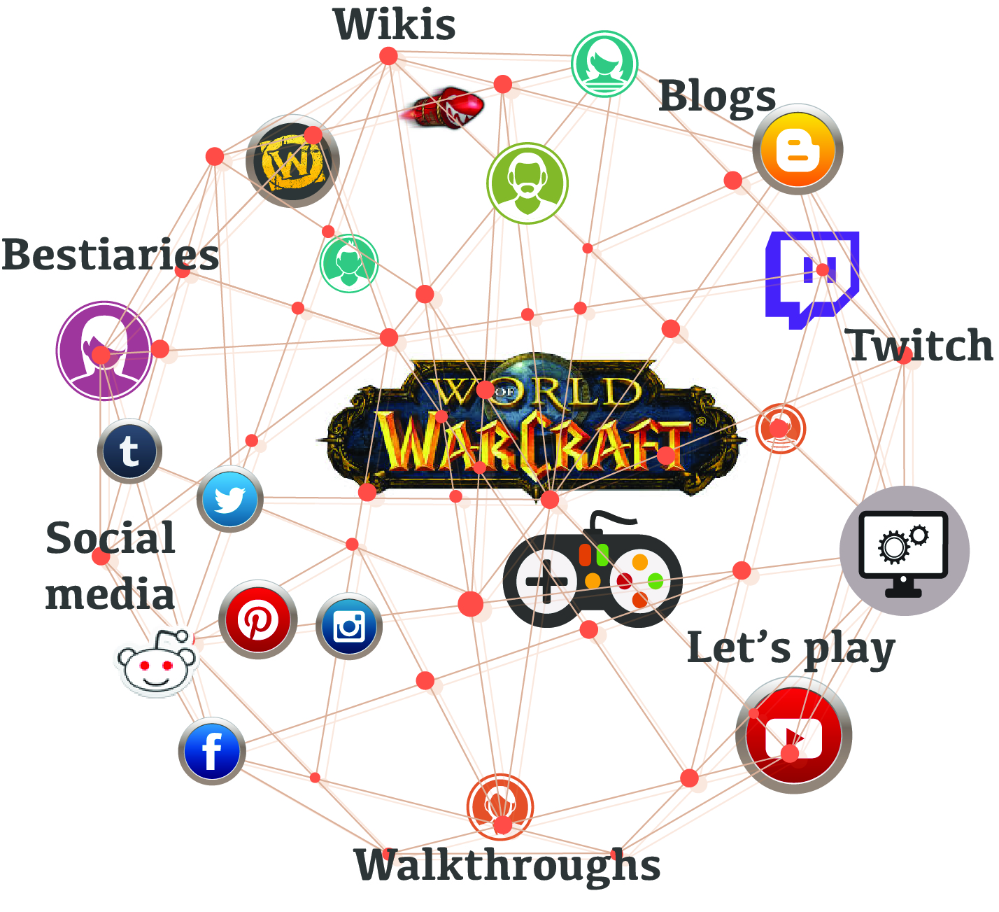 Wikis
Blogs
W
Bestiaries
Twitch
WORLD
OF
WARCRAFT
®
t
Social
media
Let's play
f
Walkthroughs